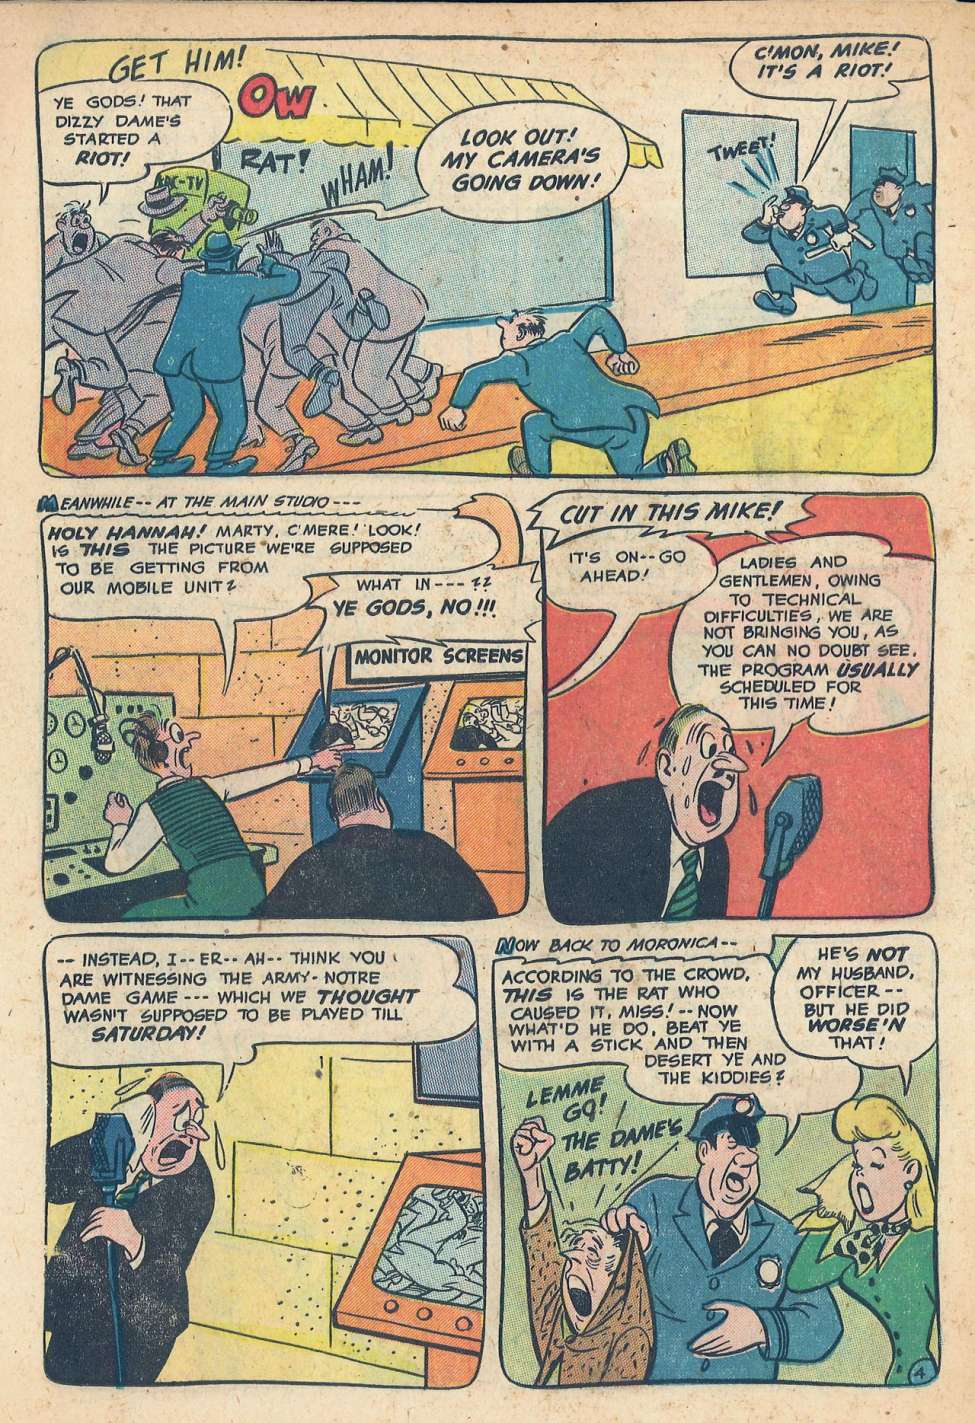 GET HIM!
YE GODS! THAT
DIZZY DAME'S
STARTED A
RIOT!
OW
RAT!
WHAM!
LOOK OUT!
MY CAMERA'S
GOING DOWN!
C'MON, MIKE!
IT'S A RIOT!
TWEET!
MEANWHILE-- AT THE MAIN STUDIO ---
HOLY HANNAH! MARTY, C'MERE! LOOK!
IS THIS THE PICTURE WE'RE SUPPOSED
TO BE GETTING FROM
OUR MOBILE UNIT?
WHAT IN --- ??
YE GODS, NO!!!
MONITOR SCREENS
CUT IN THIS MIKE!
IT'S ON-- GO
AHEAD!
LADIES AND
GENTLEMEN, OWING
TO TECHNICAL
DIFFICULTIES, WE ARE
NOT BRINGING YOU, AS
YOU CAN NO DOUBT SEE,
THE PROGRAM USUALLY
SCHEDULED FOR
THIS TIME!
-- INSTEAD, I-- ER-- AH-- THINK YOU
ARE WITNESSING THE ARMY-NOTRE
DAME GAME --- WHICH WE THOUGHT
WASN'T SUPPOSED TO BE PLAYED TILL
SATURDAY!
NOW BACK TO MORONICA--
ACCORDING TO THE CROWD,
THIS IS THE RAT WHO
CAUSED IT, MISS! -- NOW
WHAT'D HE DO, BEAT YE
WITH A STICK AND THEN
DESERT YE AND
THE KIDDIES?
HE'S NOT
MY HUSBAND,
OFFICER --
BUT HE DID
WORSE'N
THAT!
LEMME
GO!
THE DAME'S
BATTY!
4